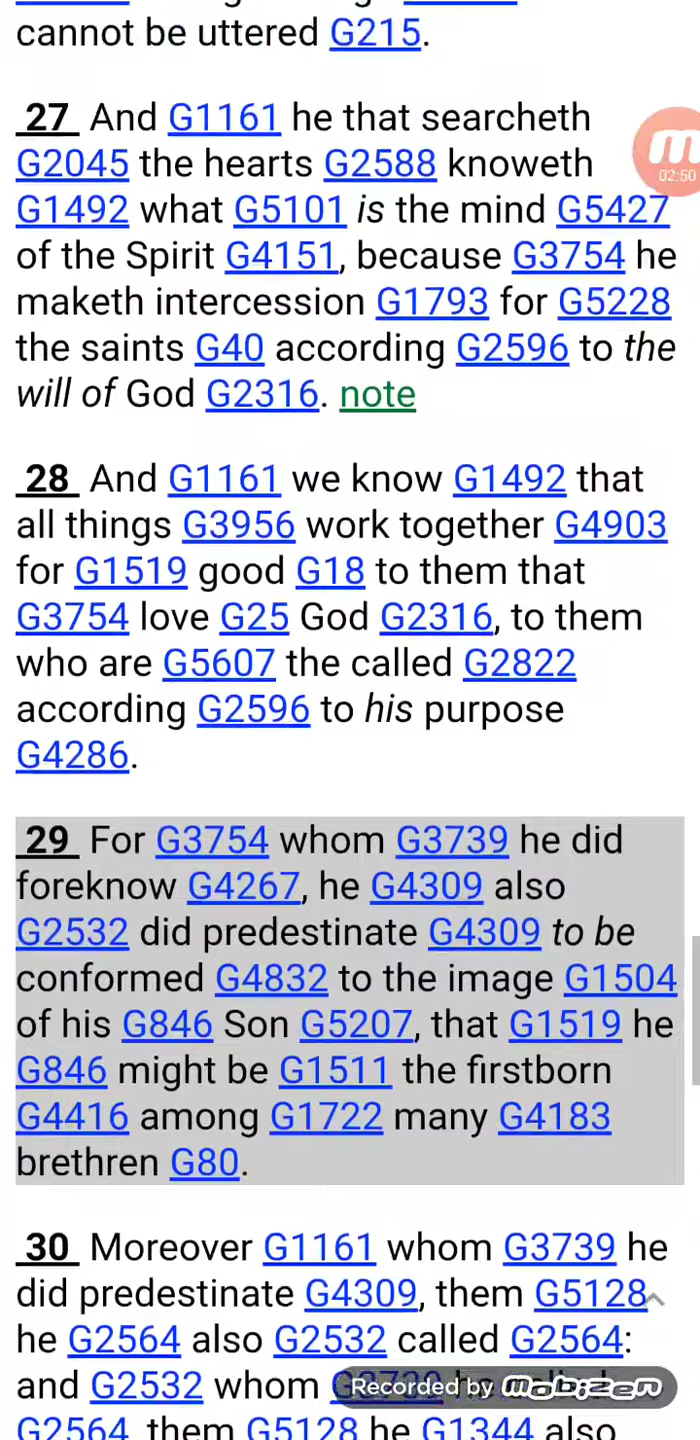 cannot be uttered G215.
27 And G1161 he that searcheth
G2045 the hearts G2588 knoweth
G1492 what G5101 is the mind G5427
of the Spirit G4151, because G3754 he
maketh intercession G1793 for G5228
the saints G40 according G2596 to the
will of God G2316. note
02:50
28 And G1161 we know G1492 that
all things G3956 work together G4903
for G1519 good G18 to them that
G3754 love G25 God G2316, to them
who are G5607 the called G2822
according G2596 to his purpose
G4286.
29 For G3754 whom G3739 he did
foreknow G4267, he G4309 also
G2532 did predestinate G4309 to be
conformed G4832 to the image G1504
of his G846 Son G5207, that G1519 he
G846 might be G1511 the firstborn
G4416 among G1722 many G4183
brethren G80.
30 Moreover G1161 whom G3739 he
did predestinate G4309, them G5128
he G2564 also G2532 called G2564:
and G2532 whom
Recorded by Mobizen
G2564, them G5128 he G1344 also